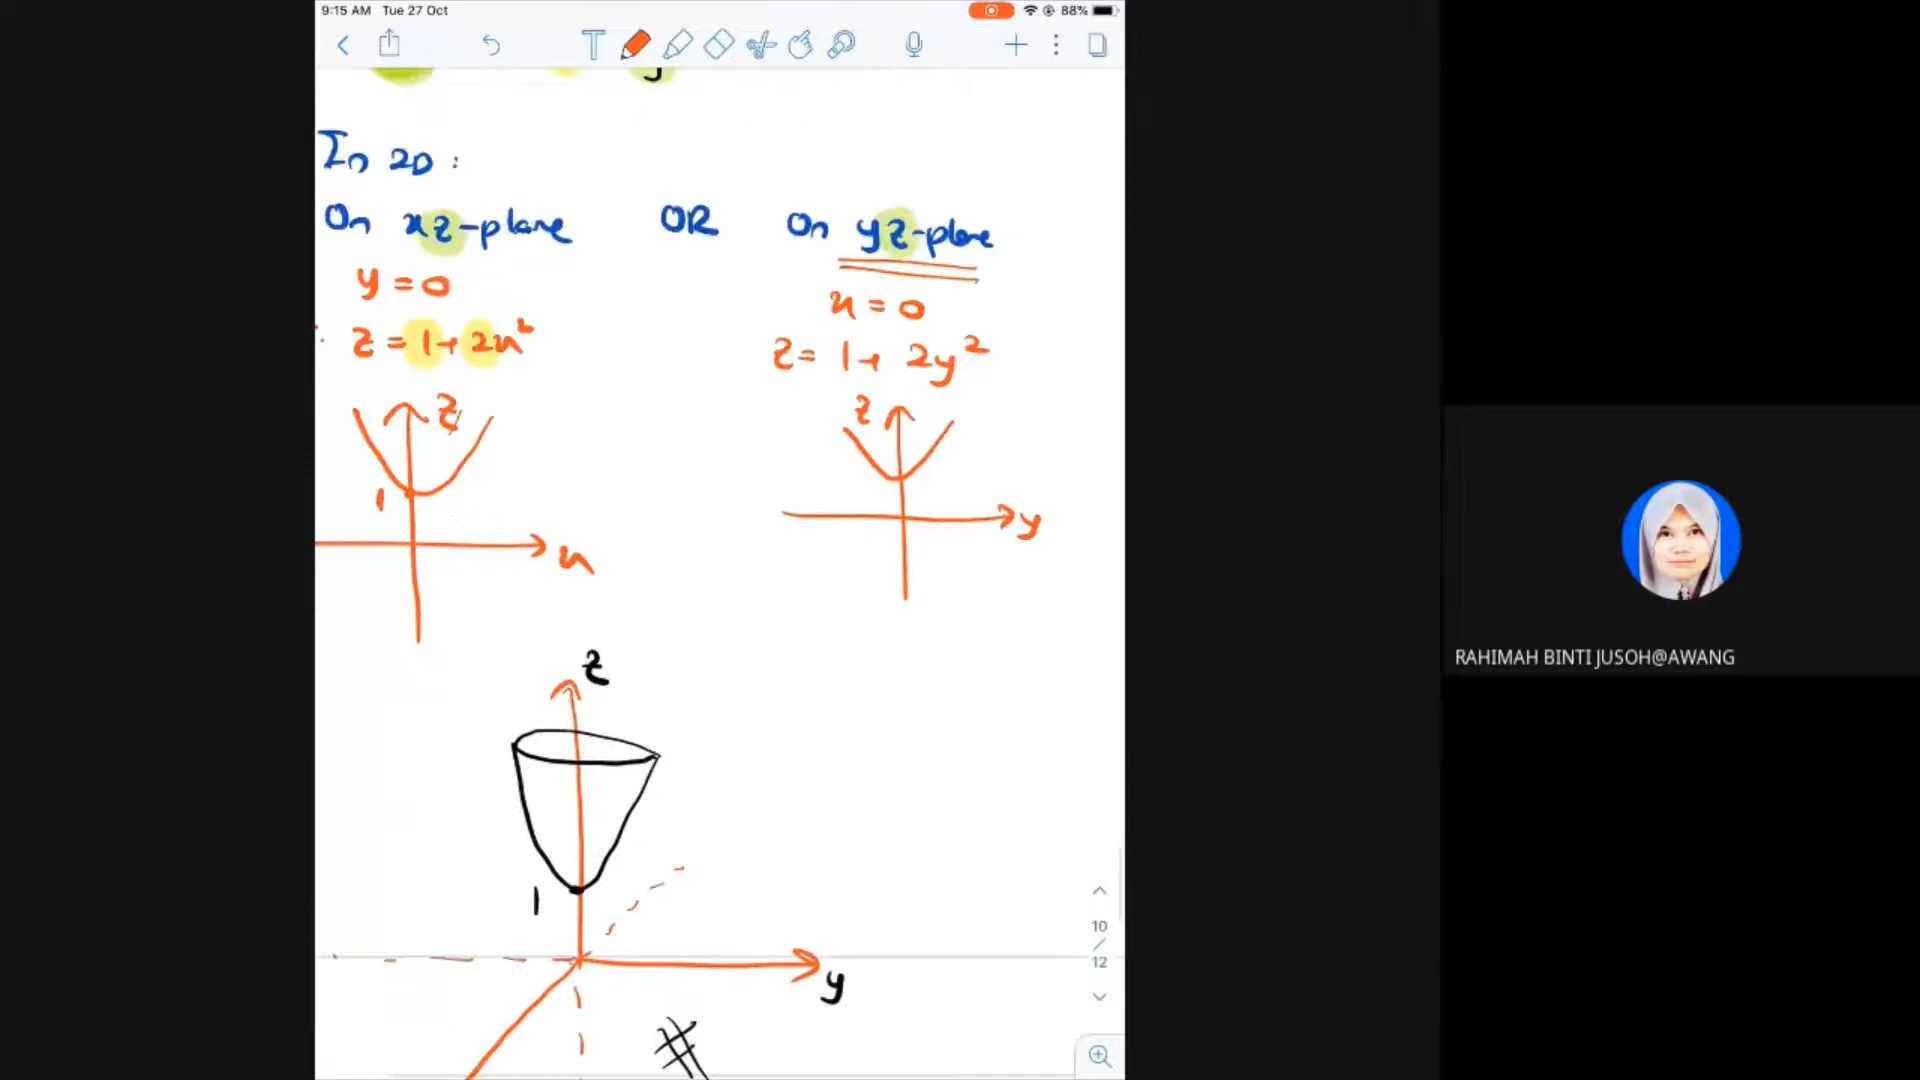 9:15 AM Tue 27 Oct
88%
In 2D :
On xz-plane OR On yz-plane
y = 0
x = 0
z = 1 + 2x²
z = 1 + 2y²
z
z
1
y
x
z
1
10
/
12
y
RAHIMAH BINTI JUSOH@AWANG